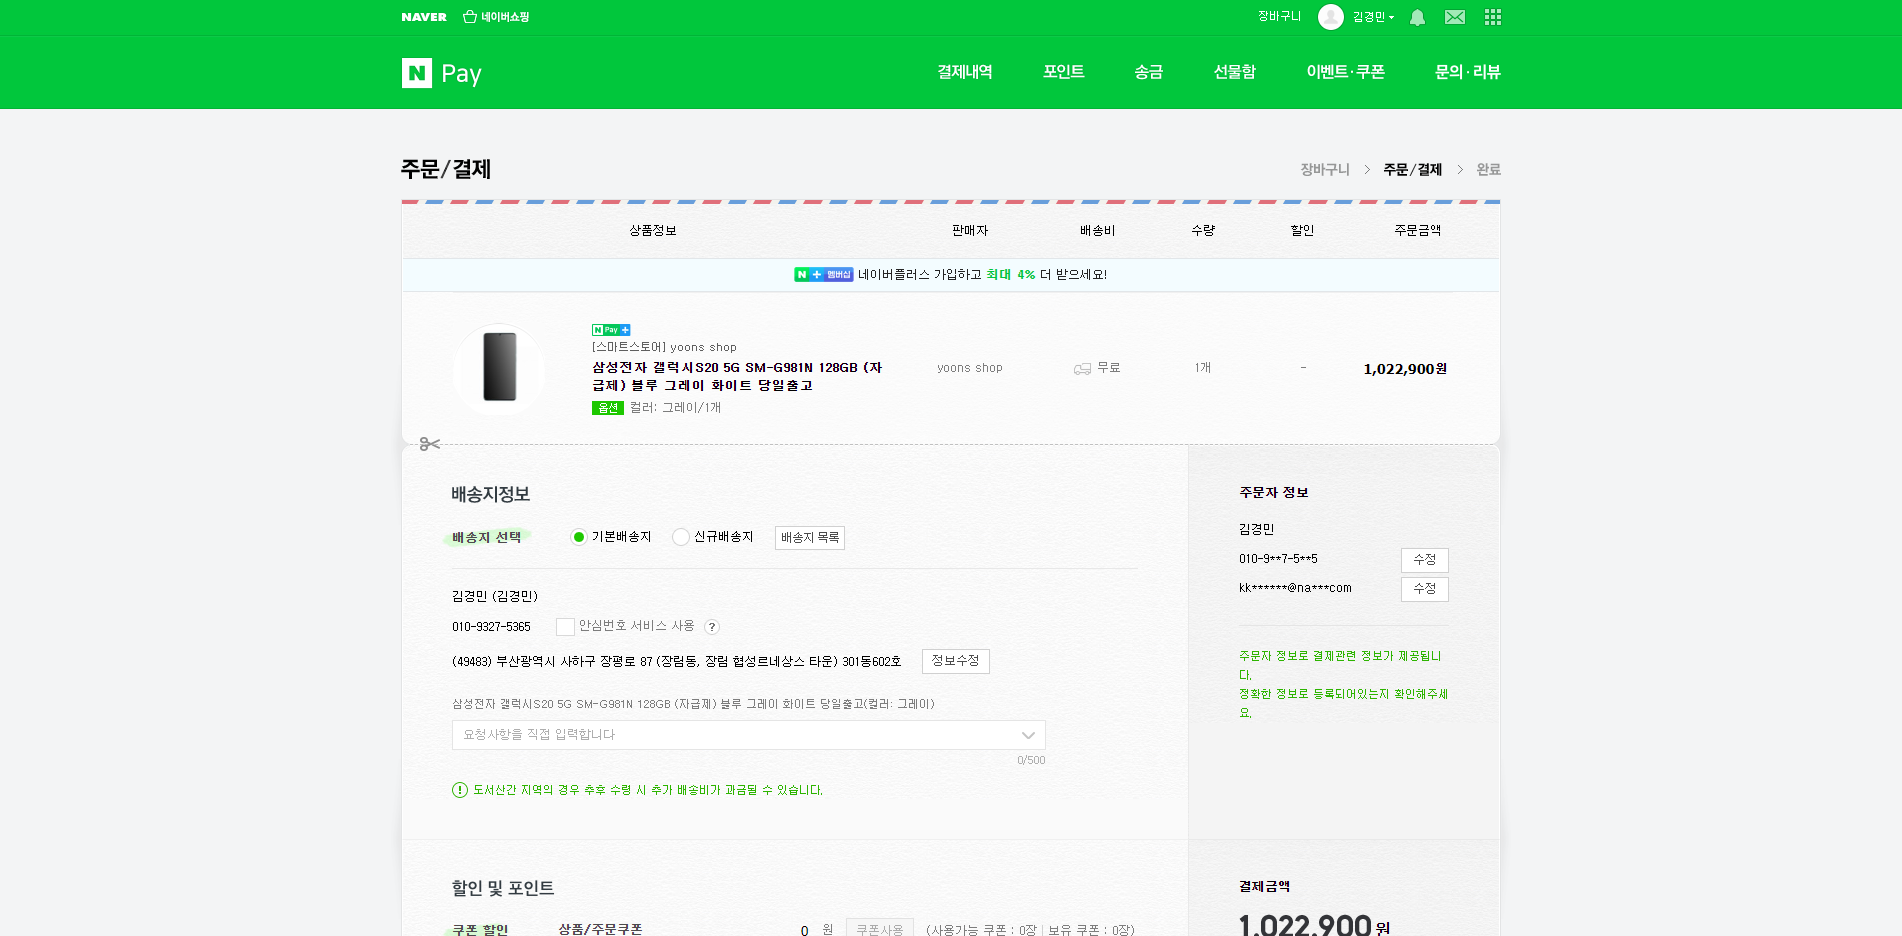 NAVER 네이버쇼핑 장바구니 김경민
N Pay 결제내역 포인트 송금 선물함 이벤트·쿠폰 문의·리뷰
주문/결제 장바구니 > 주문/결제 > 완료
상품정보 판매자 배송비 수량 할인 주문금액
N + 멤버십 네이버플러스 가입하고 최대 4% 더 받으세요!
N Pay +
[스마트스토어] yoons shop
삼성전자 갤럭시S20 5G SM-G981N 128GB (자
급제) 블루 그레이 화이트 당일출고
yoons shop 무료 1개 - 1,022,900원
옵션 컬러: 그레이/1개
배송지정보
배송지 선택 기본배송지 신규배송지 배송지 목록
김경민 (김경민)
010-9327-5365 안심번호 서비스 사용 ?
(49483) 부산광역시 사하구 장평로 87 (장림동, 장림 협성르네상스 타운) 301동602호 정보수정
삼성전자 갤럭시S20 5G SM-G981N 128GB (자급제) 블루 그레이 화이트 당일출고(컬러: 그레이)
요청사항을 직접 입력합니다
0/500
도서산간 지역의 경우 추후 수령 시 추가 배송비가 과금될 수 있습니다.
주문자 정보
김경민
010-9**7-5**5 수정
kk******@na***com 수정
주문자 정보로 결제관련 정보가 제공됩니
다.
정확한 정보로 등록되어있는지 확인해주세
요.
할인 및 포인트
쿠폰 할인 상품/주문쿠폰 0 원 쿠폰사용 (사용가능 쿠폰 : 0장 | 보유 쿠폰 : 0장)
결제금액
1,022,900원